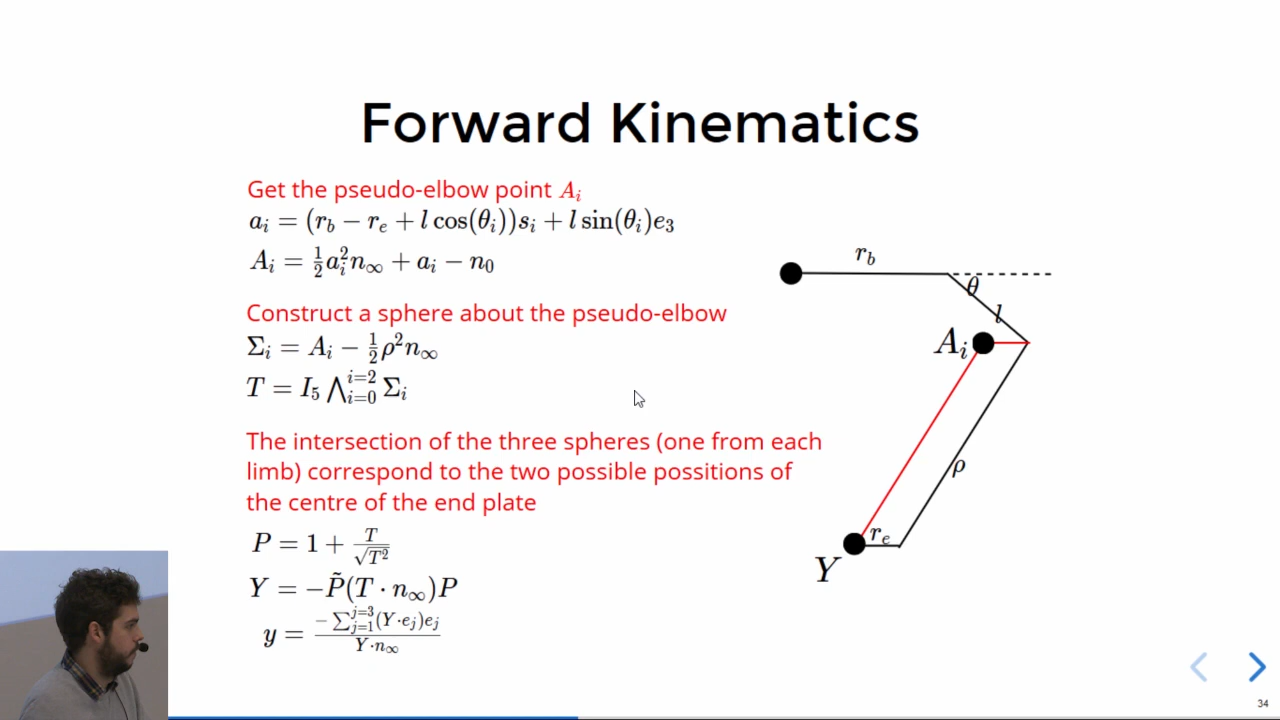 Forward Kinematics
Get the pseudo-elbow point A_i
a_i = (r_b − r_e + l cos(θ_i))s_i + l sin(θ_i)e_3
A_i = ½a_i²n_∞ + a_i − n_0
Construct a sphere about the pseudo-elbow
Σ_i = A_i − ½ρ²n_∞
T = I_5 ⋀_{i=0}^{i=2} Σ_i
The intersection of the three spheres (one from each
limb) correspond to the two possible possitions of
the centre of the end plate
P = 1 + T/√T²
Y = −P̃(T · n_∞)P
y = −∑_{j=1}^{j=3}(Y·e_j)e_j / Y·n_∞
r_b
θ
l
A_i
ρ
r_e
Y
34